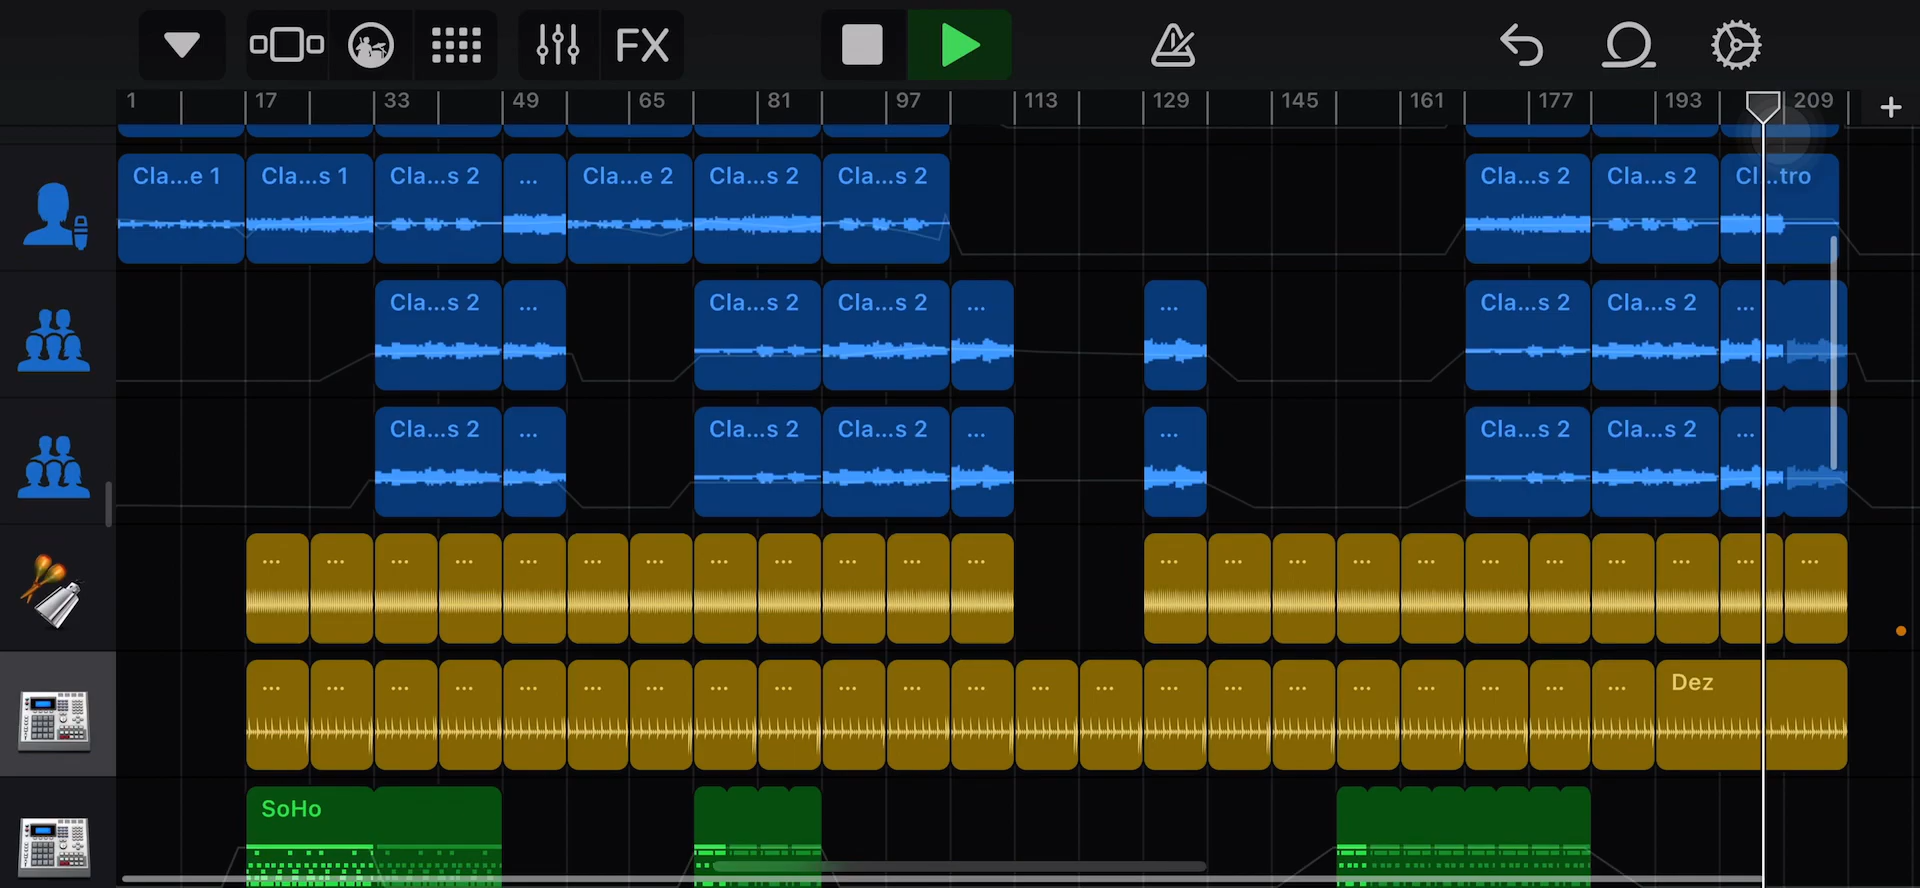 FX
1 17 33 49 65 81 97 113 129 145 161 177 193 209 +
Cla...e 1 Cla...s 1 Cla...s 2 ... Cla...e 2 Cla...s 2 Cla...s 2 Cla...s 2 Cla...s 2 Cl...tro
Cla...s 2 ... Cla...s 2 Cla...s 2 ... ... Cla...s 2 Cla...s 2 ...
Cla...s 2 ... Cla...s 2 Cla...s 2 ... ... Cla...s 2 Cla...s 2 ...
... ... ... ... ... ... ... ... ... ... ... ... ... ... ... ... ... ... ... ... ... ... ...
... ... ... ... ... ... ... ... ... ... ... ... ... ... ... ... ... ... ... ... ... ... Dez
SoHo